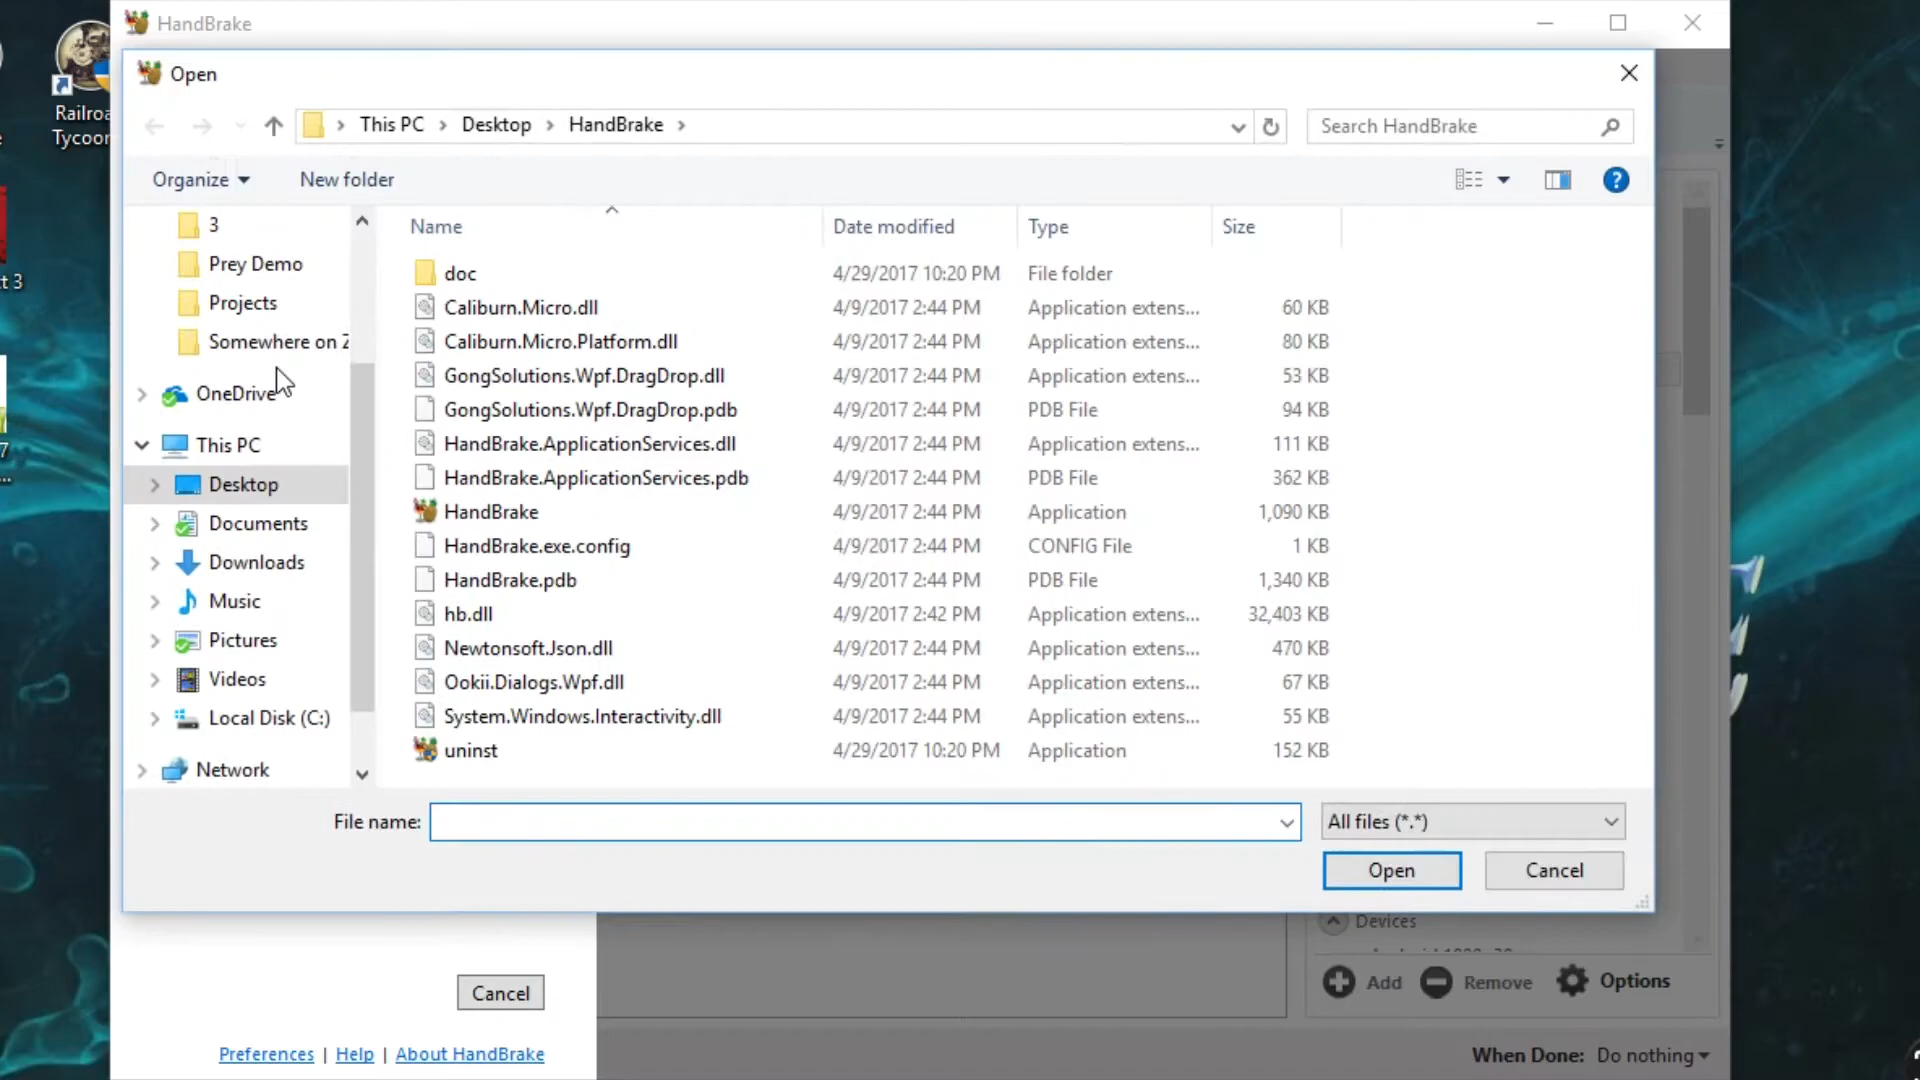 HandBrake
Open
Railroa
Tycoon
This PC > Desktop > HandBrake >
Search HandBrake
Organize
New folder
Name
Date modified
Type
Size
3
Prey Demo
Projects
Somewhere on Z
OneDrive
This PC
Desktop
Documents
Downloads
Music
Pictures
Videos
Local Disk (C:)
Network
doc 4/29/2017 10:20 PM File folder
Caliburn.Micro.dll 4/9/2017 2:44 PM Application extens... 60 KB
Caliburn.Micro.Platform.dll 4/9/2017 2:44 PM Application extens... 80 KB
GongSolutions.Wpf.DragDrop.dll 4/9/2017 2:44 PM Application extens... 53 KB
GongSolutions.Wpf.DragDrop.pdb 4/9/2017 2:44 PM PDB File 94 KB
HandBrake.ApplicationServices.dll 4/9/2017 2:44 PM Application extens... 111 KB
HandBrake.ApplicationServices.pdb 4/9/2017 2:44 PM PDB File 362 KB
HandBrake 4/9/2017 2:44 PM Application 1,090 KB
HandBrake.exe.config 4/9/2017 2:44 PM CONFIG File 1 KB
HandBrake.pdb 4/9/2017 2:44 PM PDB File 1,340 KB
hb.dll 4/9/2017 2:42 PM Application extens... 32,403 KB
Newtonsoft.Json.dll 4/9/2017 2:44 PM Application extens... 470 KB
Ookii.Dialogs.Wpf.dll 4/9/2017 2:44 PM Application extens... 67 KB
System.Windows.Interactivity.dll 4/9/2017 2:44 PM Application extens... 55 KB
uninst 4/29/2017 10:20 PM Application 152 KB
ct 3
7
...
File name:
All files (*.*)
Open
Cancel
Devices
Cancel
Add
Remove
Options
Preferences | Help | About HandBrake
When Done: Do nothing